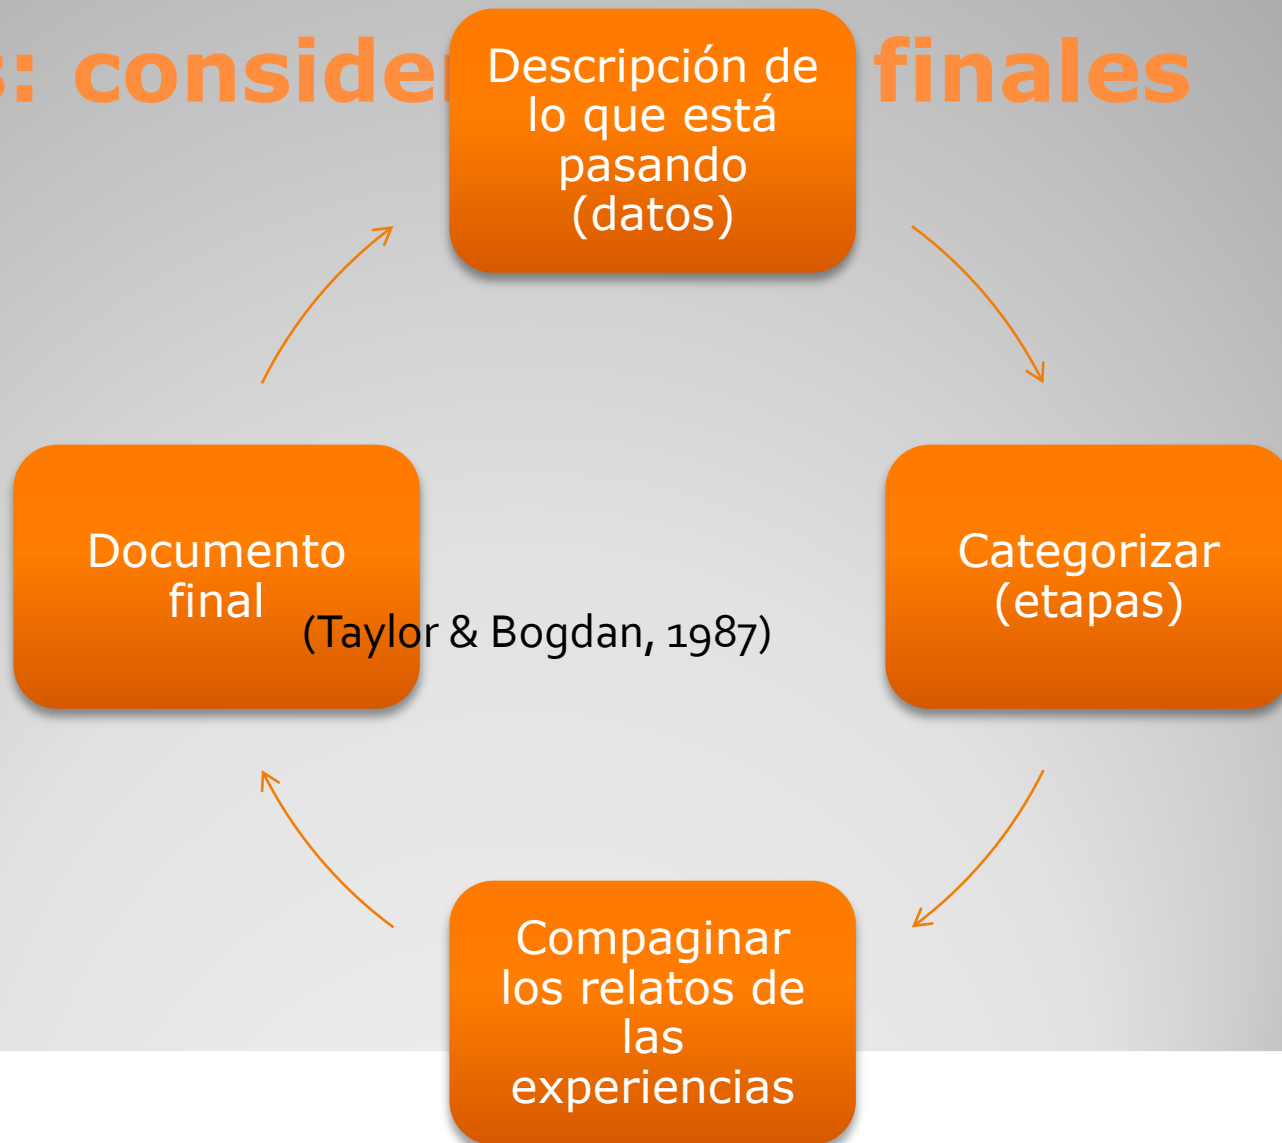 s: conside finales
Descripción de
lo que está
pasando
(datos)
Documento
final
(Taylor & Bogdan, 1987)
Categorizar
(etapas)
Compaginar
los relatos de
las
experiencias